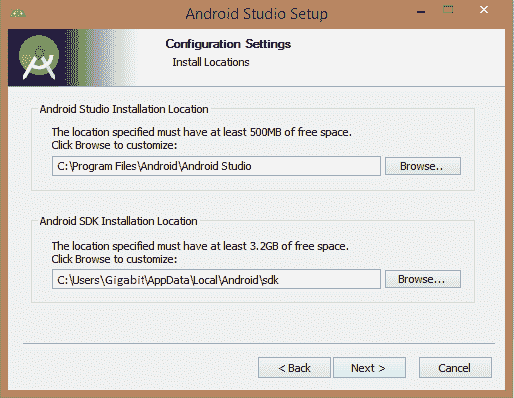 Android Studio Setup
Configuration Settings
Install Locations
Android Studio Installation Location
The location specified must have at least 500MB of free space.
Click Browse to customize:
C:\Program Files\Android\Android Studio
Browse..
Android SDK Installation Location
The location specified must have at least 3.2GB of free space.
Click Browse to customize:
C:\Users\Gigabit\AppData\Local\Android\sdk
Browse...
< Back
Next >
Cancel